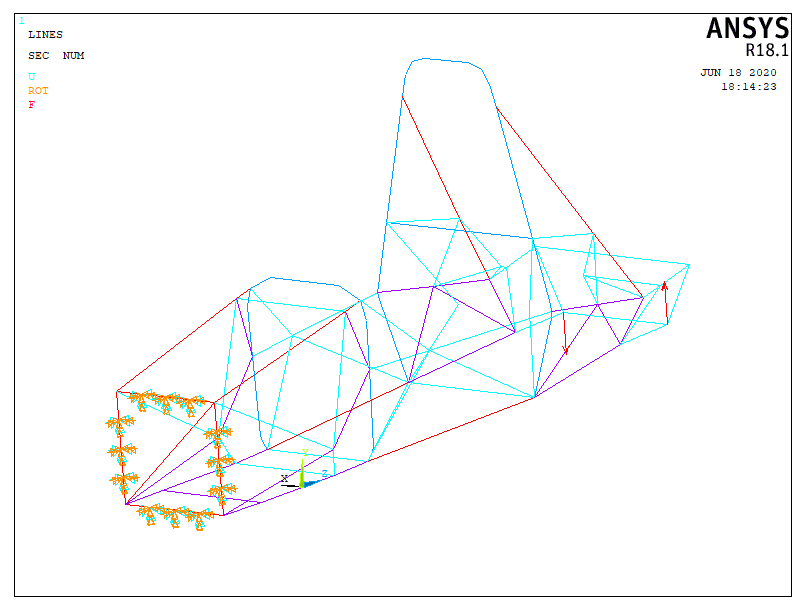 1
LINES
SEC NUM
U
ROT
F
ANSYS
R18.1
JUN 18 2020
18:14:23
Y
X
Z